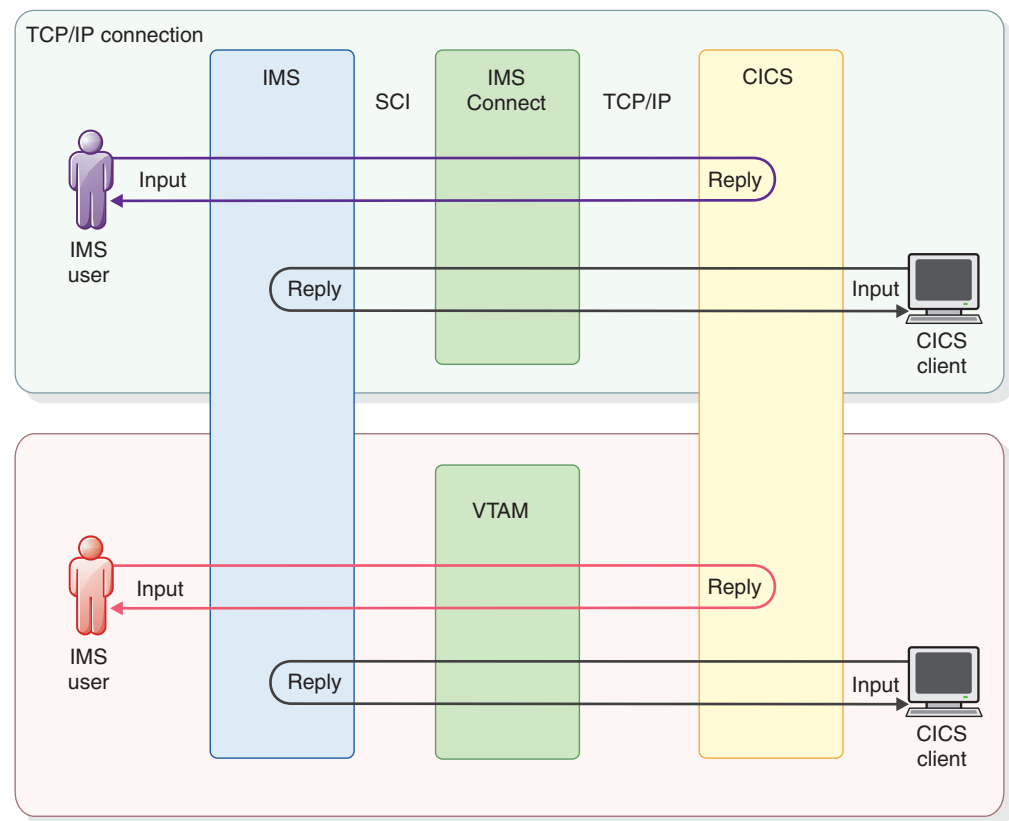 TCP/IP connection
IMS
SCI
IMS
Connect
TCP/IP
CICS
Input
Reply
IMS
user
Reply
Input
CICS
client
VTAM
Input
Reply
IMS
user
Reply
Input
CICS
client